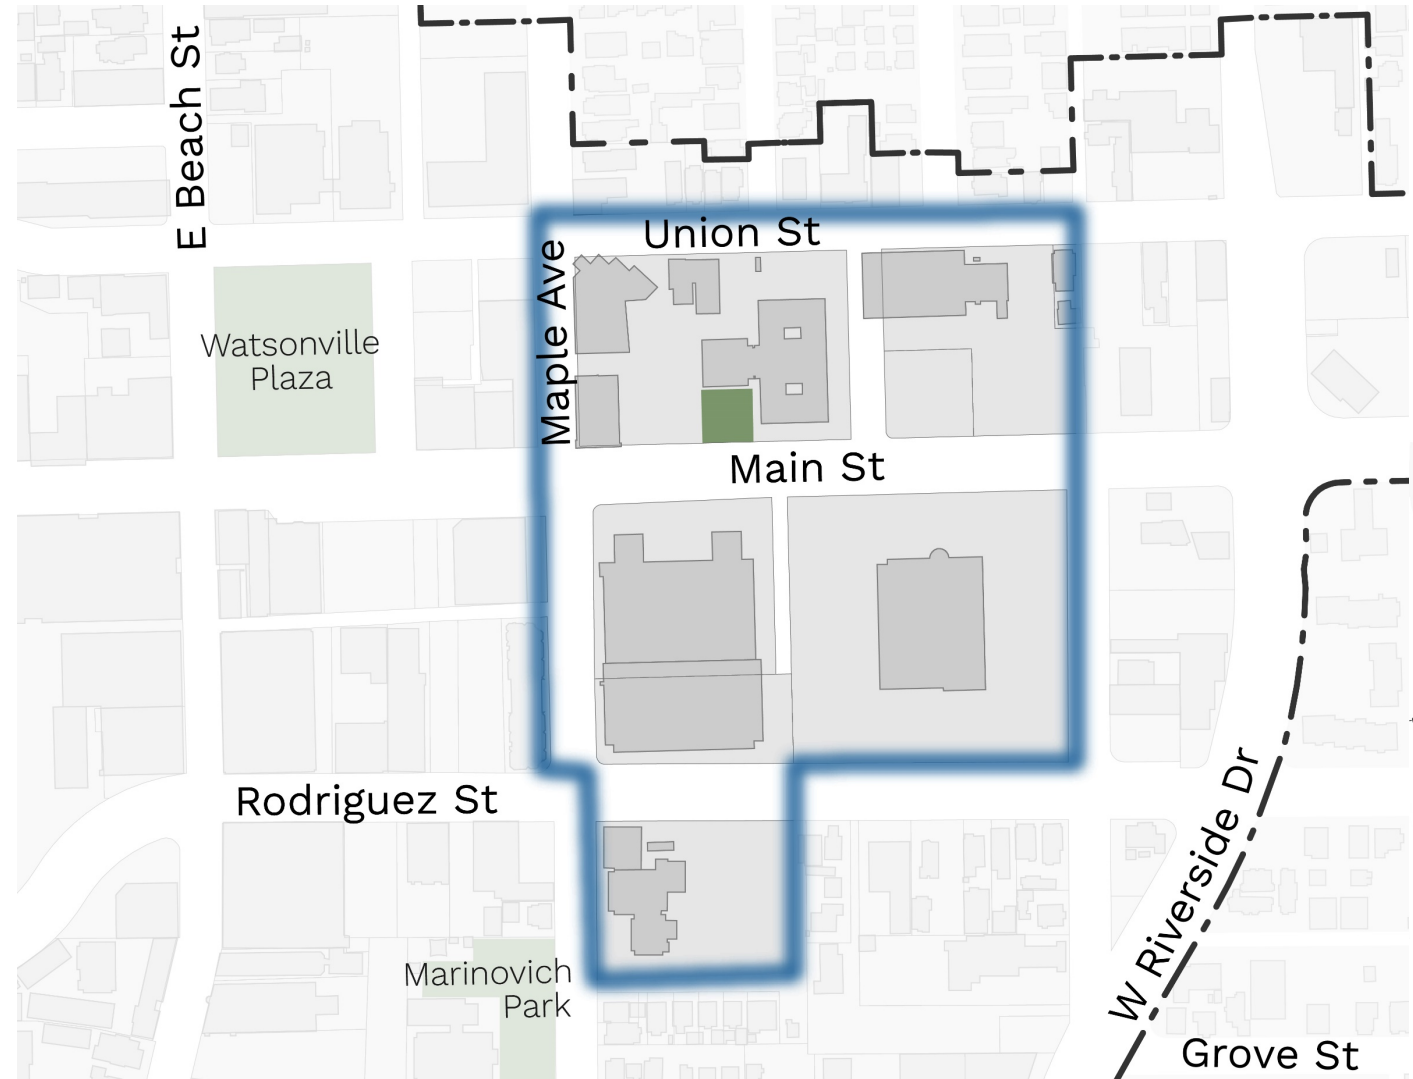 E Beach St
Union St
Maple Ave
Watsonville
Plaza
Main St
Rodriguez St
W Riverside Dr
Marinovich
Park
Grove St